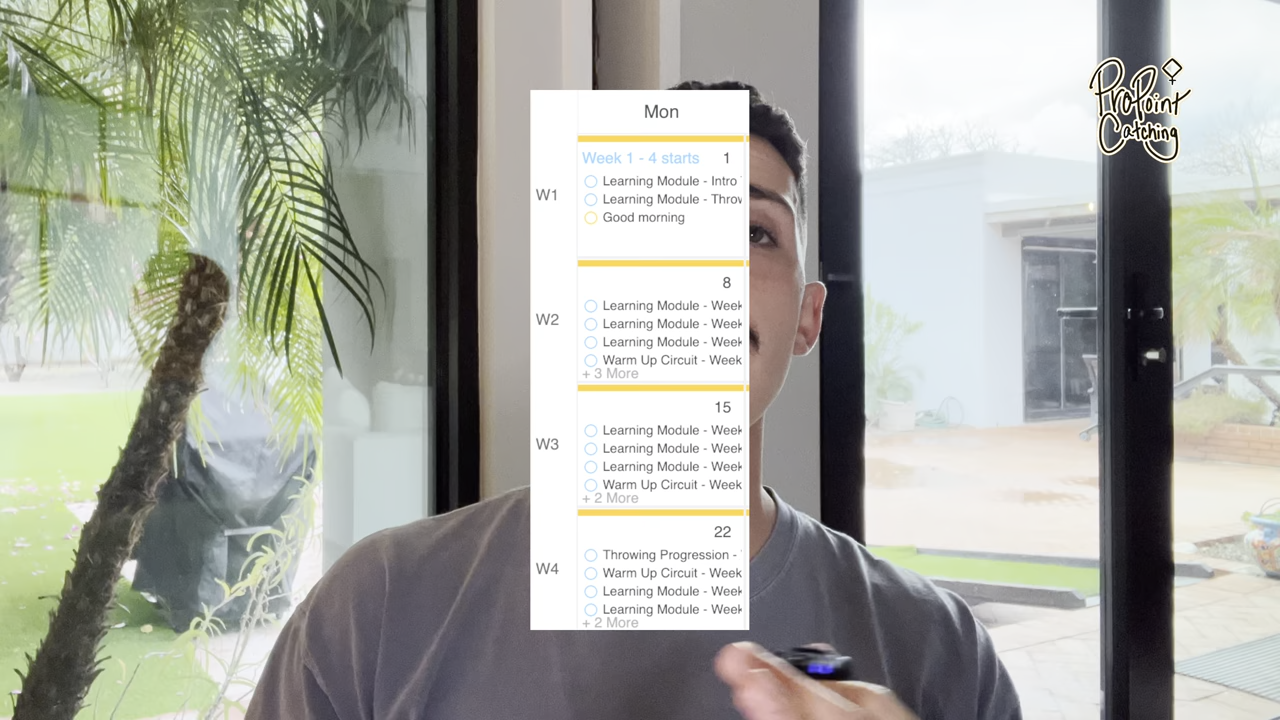 Mon
Week 1 - 4 starts 1
Learning Module - Intro
W1
Learning Module - Throw
Good morning
8
Learning Module - Week
W2
Learning Module - Week
Learning Module - Week
Warm Up Circuit - Week
+ 3 More
15
Learning Module - Week
W3
Learning Module - Week
Learning Module - Week
Warm Up Circuit - Week
+ 2 More
22
Throwing Progression -
W4
Warm Up Circuit - Week
Learning Module - Week
Learning Module - Week
+ 2 More
ProPoint
Catching